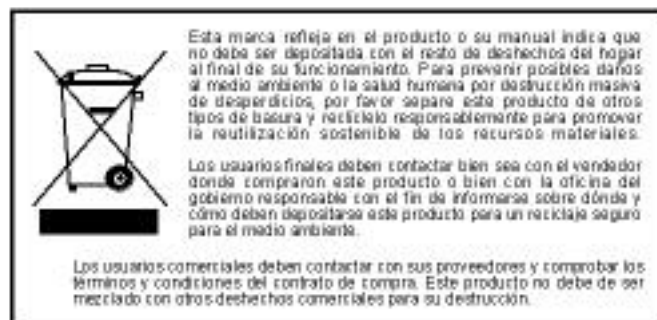 Esta marca refleja en el producto o su manual indica que
no debe ser depositada con el resto de deshechos del hogar
al final de su funcionamiento. Para prevenir posibles daños
al medio ambiente o la salud humana por destrucción masiva
de desperdicios, por favor separe este producto de otros
tipos de basura y recíclelo responsablemente para promover
la reutilización sostenible de los recursos materiales.
Los usuarios finales deben contactar bien sea con el vendedor
donde compraron este producto o bien con la oficina del
gobierno responsable con el fin de informarse sobre dónde y
cómo deben depositarse este producto para un reciclaje seguro
para el medio ambiente.
Los usuarios comerciales deben contactar con sus proveedores y comprobar los
términos y condiciones del contrato de compra. Este producto no debe de ser
mezclado con otros deshechos comerciales para su destrucción.